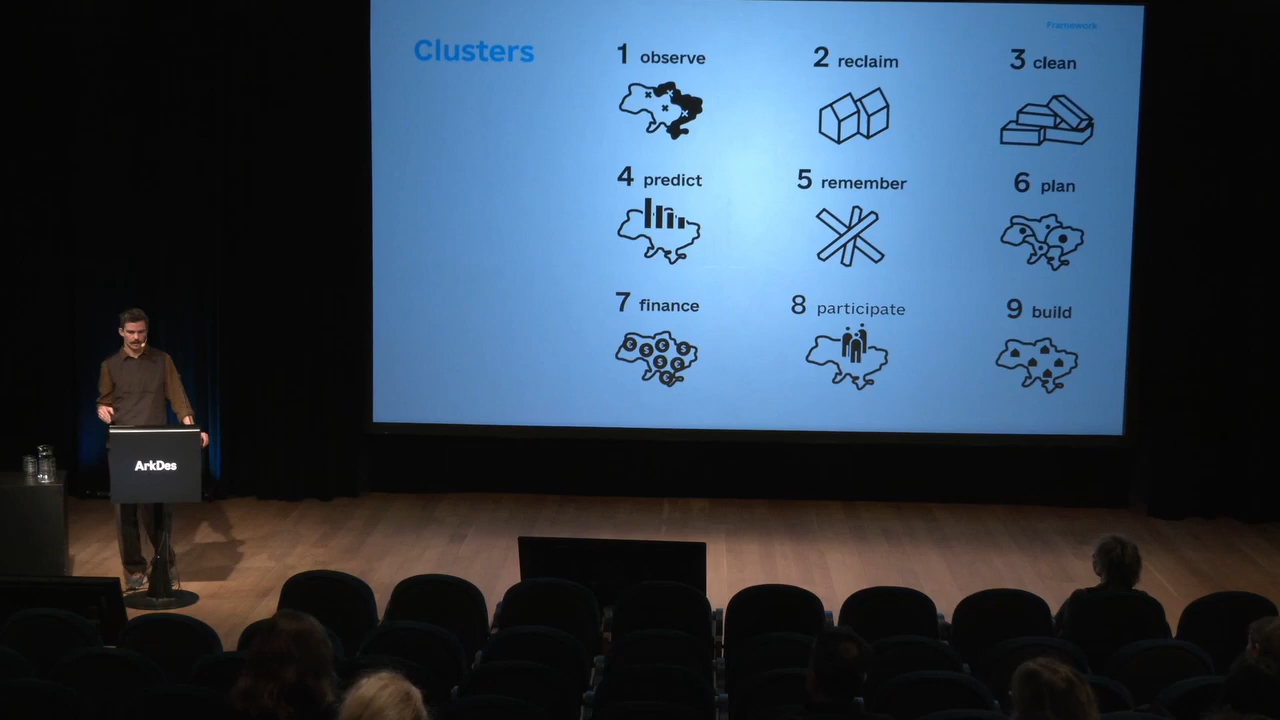 Framework
Clusters
1 observe
2 reclaim
3 clean
4 predict
5 remember
6 plan
7 finance
8 participate
9 build
ArkDes